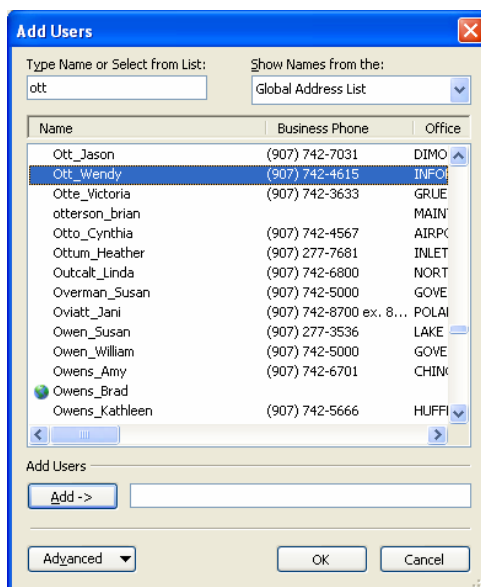 Add Users
Type Name or Select from List: Show Names from the:
ott Global Address List
Name Business Phone Office
Ott_Jason (907) 742-7031 DIMO
Ott_Wendy (907) 742-4615 INFO
Otte_Victoria (907) 742-3633 GRUE
otterson_brian MAIN
Otto_Cynthia (907) 742-4567 AIRPO
Ottum_Heather (907) 277-7681 INLET
Outcalt_Linda (907) 742-6800 NORT
Overman_Susan (907) 742-5000 GOVE
Oviatt_Jani (907) 742-8700 ex. 8... POLA
Owen_Susan (907) 277-3536 LAKE
Owen_William (907) 742-5000 GOVE
Owens_Amy (907) 742-6701 CHIN
Owens_Brad
Owens_Kathleen (907) 742-5666 HUFF
Add Users
Add ->
Advanced OK Cancel